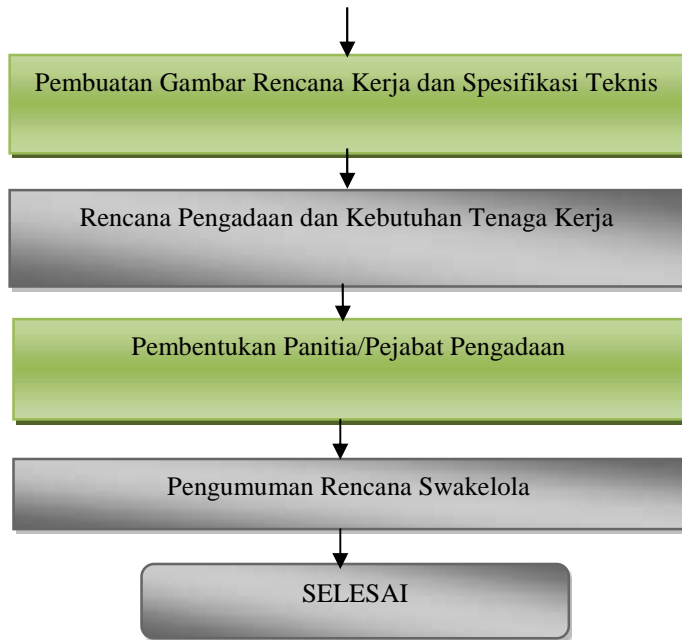 Pembuatan Gambar Rencana Kerja dan Spesifikasi Teknis
Rencana Pengadaan dan Kebutuhan Tenaga Kerja
Pembentukan Panitia/Pejabat Pengadaan
Pengumuman Rencana Swakelola
SELESAI